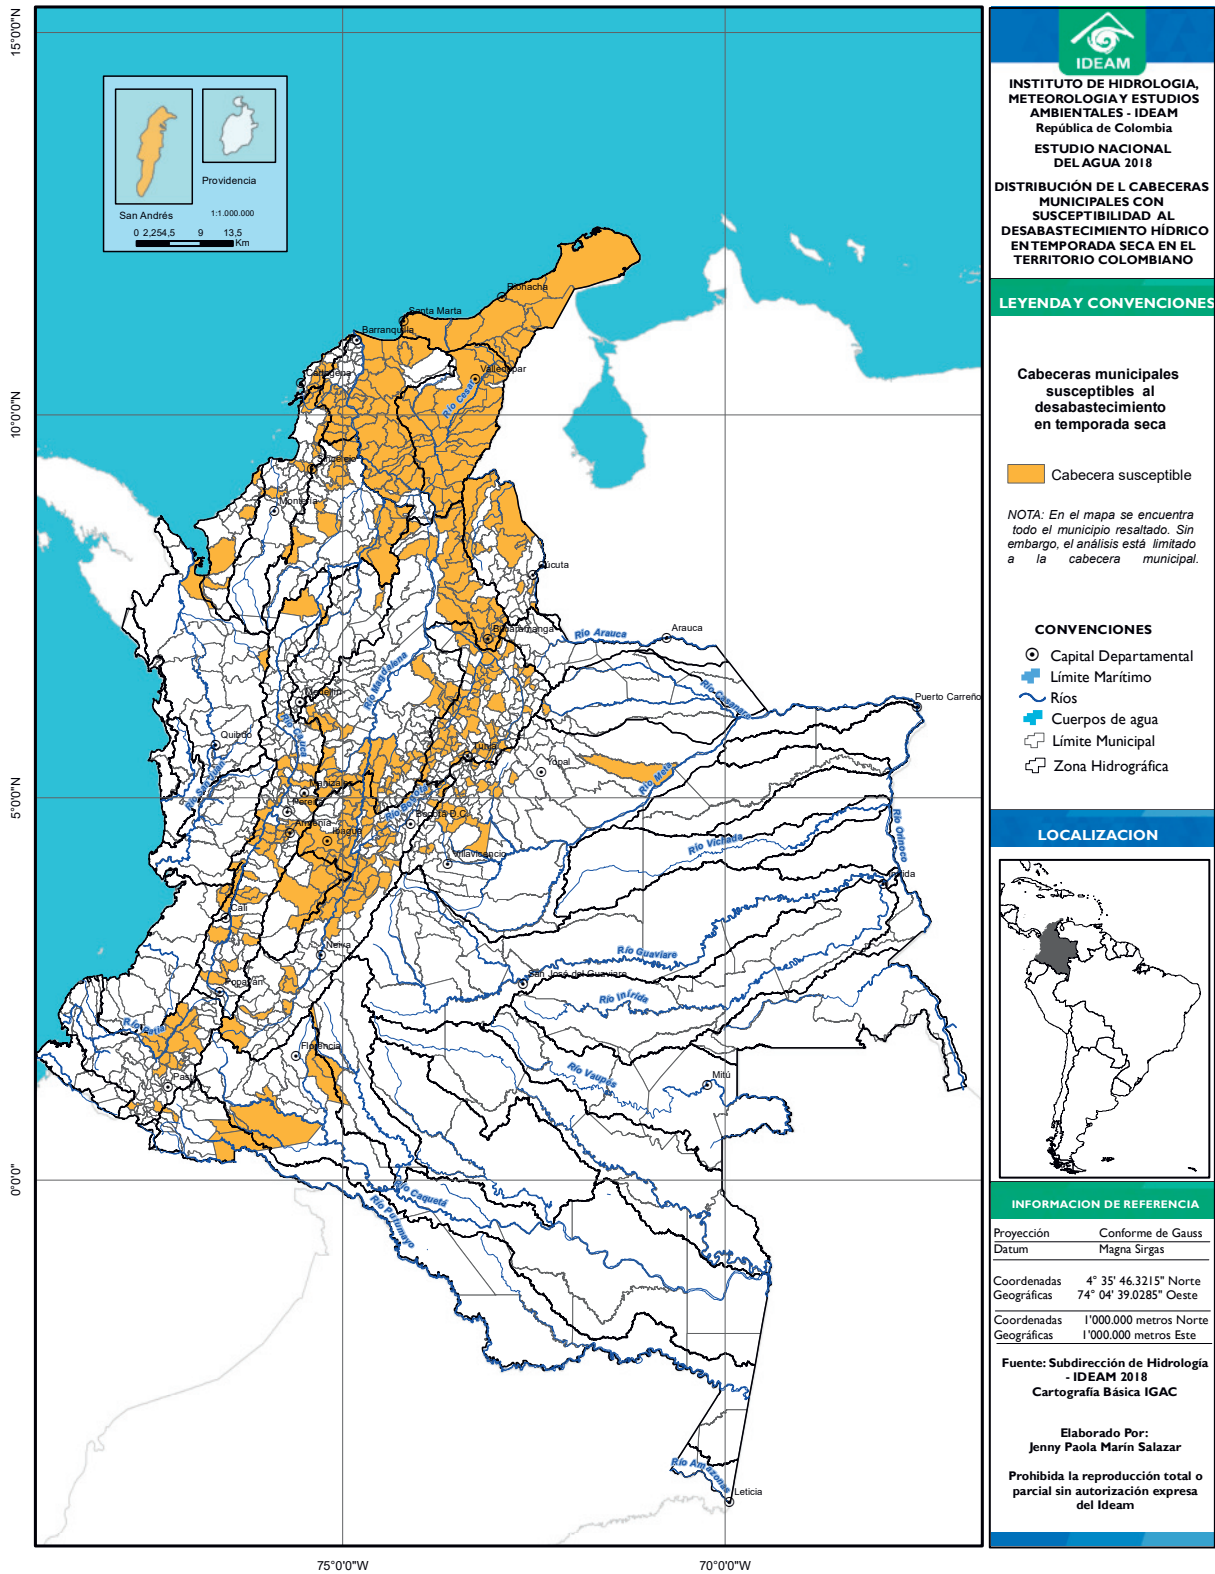 15°0'0"N
10°0'0"N
5°0'0"N
0°0'0"
75°0'0"W
70°0'0"W
San Andrés
Providencia
1:1.000.000
0 2,254,5 9 13,5
Km
Riohacha
Santa Marta
Barranquilla
Cartagena
Valledupar
Río Cesar
Sincelejo
Montería
Cúcuta
Bucaramanga
Río Arauca
Arauca
Río Magdalena
Río Casanare
Puerto Carreño
Medellín
Río Cauca
Quibdó
Tunja
Yopal
Río Meta
Manizales
Pereira
Armenia
Ibagué
Río Bogotá
Bogotá D.C.
Villavicencio
Río Vichada
Río Orinoco
Inírida
Cali
Neiva
Río Guaviare
San José del Guaviare
Río Inírida
Popayán
Río Patía
Florencia
Pasto
Río Vaupés
Mitú
Río Caquetá
Río Putumayo
Río Amazonas
Leticia
IDEAM
INSTITUTO DE HIDROLOGIA,
METEOROLOGIA Y ESTUDIOS
AMBIENTALES - IDEAM
República de Colombia
ESTUDIO NACIONAL
DEL AGUA 2018
DISTRIBUCIÓN DE L CABECERAS
MUNICIPALES CON
SUSCEPTIBILIDAD AL
DESABASTECIMIENTO HÍDRICO
EN TEMPORADA SECA EN EL
TERRITORIO COLOMBIANO
LEYENDA Y CONVENCIONES
Cabeceras municipales
susceptibles al
desabastecimiento
en temporada seca
Cabecera susceptible
NOTA: En el mapa se encuentra
todo el municipio resaltado. Sin
embargo, el análisis está limitado
a la cabecera municipal.
CONVENCIONES
Capital Departamental
Límite Marítimo
Ríos
Cuerpos de agua
Límite Municipal
Zona Hidrográfica
LOCALIZACION
INFORMACION DE REFERENCIA
Proyección Conforme de Gauss
Datum Magna Sirgas
Coordenadas 4° 35' 46.3215" Norte
Geográficas 74° 04' 39.0285" Oeste
Coordenadas 1'000.000 metros Norte
Geográficas 1'000.000 metros Este
Fuente: Subdirección de Hidrología
- IDEAM 2018
Cartografía Básica IGAC
Elaborado Por:
Jenny Paola Marín Salazar
Prohibida la reproducción total o
parcial sin autorización expresa
del Ideam